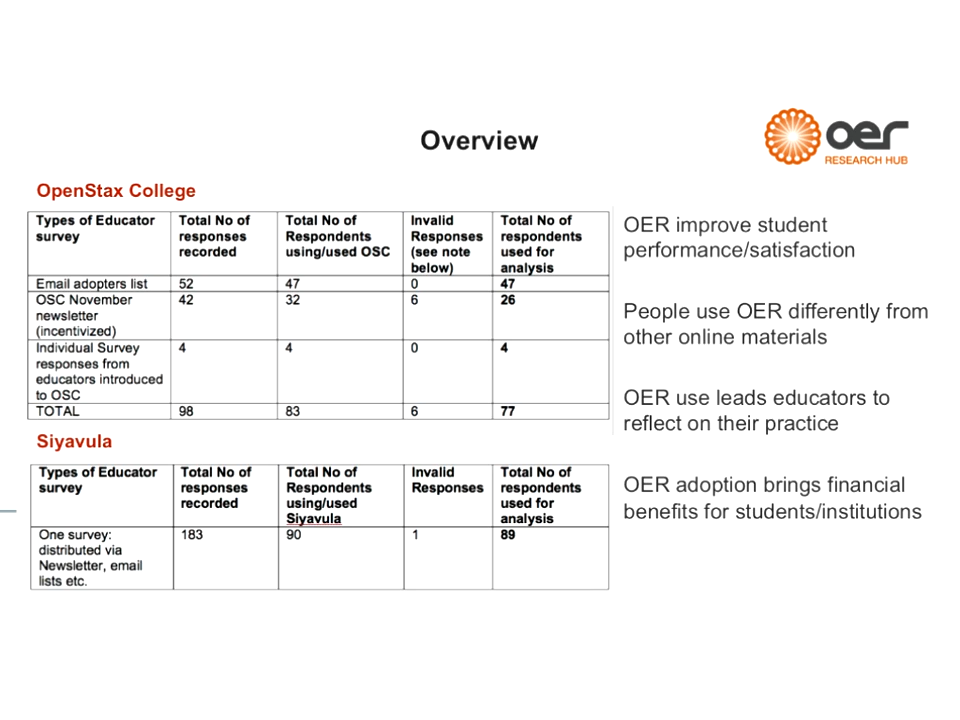 Overview
oer
RESEARCH HUB
OpenStax College
Types of Educator survey | Total No of responses recorded | Total No of Respondents using/used OSC | Invalid Responses (see note below) | Total No of respondents used for analysis
Email adopters list | 52 | 47 | 0 | 47
OSC November newsletter (incentivized) | 42 | 32 | 6 | 26
Individual Survey responses from educators introduced to OSC | 4 | 4 | 0 | 4
TOTAL | 98 | 83 | 6 | 77
Siyavula
Types of Educator survey | Total No of responses recorded | Total No of Respondents using/used Siyavula | Invalid Responses | Total No of respondents used for analysis
One survey: distributed via Newsletter, email lists etc. | 183 | 90 | 1 | 89
OER improve student
performance/satisfaction
People use OER differently from
other online materials
OER use leads educators to
reflect on their practice
OER adoption brings financial
benefits for students/institutions